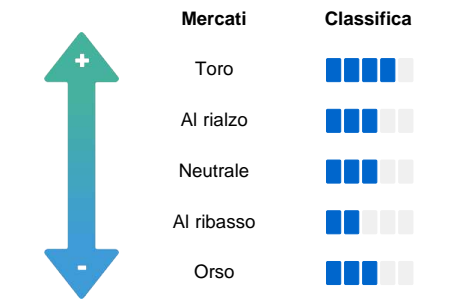 Mercati Classifica
+
Toro
Al rialzo
Neutrale
Al ribasso
-
Orso